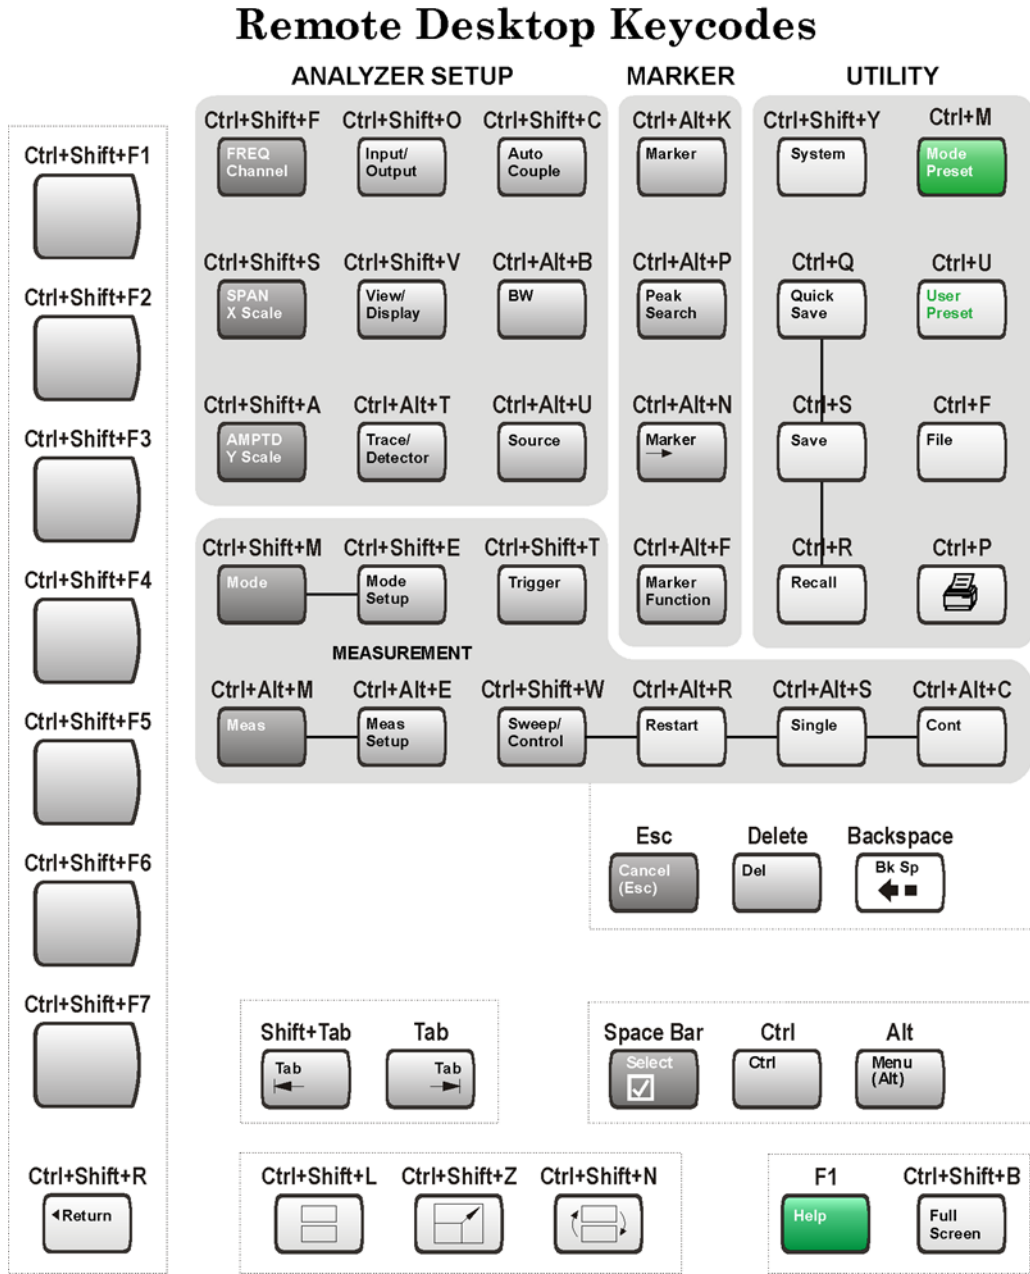 Remote Desktop Keycodes
ANALYZER SETUP MARKER UTILITY
Ctrl+Shift+F1
Ctrl+Shift+F2
Ctrl+Shift+F3
Ctrl+Shift+F4
Ctrl+Shift+F5
Ctrl+Shift+F6
Ctrl+Shift+F7
Ctrl+Shift+R
Return
Ctrl+Shift+F Ctrl+Shift+O Ctrl+Shift+C Ctrl+Alt+K Ctrl+Shift+Y Ctrl+M
FREQ Input/ Auto Marker System Mode
Channel Output Couple Preset
Ctrl+Shift+S Ctrl+Shift+V Ctrl+Alt+B Ctrl+Alt+P Ctrl+Q Ctrl+U
SPAN View/ BW Peak Quick User
X Scale Display Search Save Preset
Ctrl+Shift+A Ctrl+Alt+T Ctrl+Alt+U Ctrl+Alt+N Ctrl+S Ctrl+F
AMPTD Trace/ Source Marker Save File
Y Scale Detector
Ctrl+Shift+M Ctrl+Shift+E Ctrl+Shift+T Ctrl+Alt+F Ctrl+R Ctrl+P
Mode Mode Trigger Marker Recall
Setup Function
MEASUREMENT
Ctrl+Alt+M Ctrl+Alt+E Ctrl+Shift+W Ctrl+Alt+R Ctrl+Alt+S Ctrl+Alt+C
Meas Meas Sweep/ Restart Single Cont
Setup Control
Esc Delete Backspace
Cancel Del Bk Sp
(Esc)
Shift+Tab Tab Space Bar Ctrl Alt
Tab Tab Select Ctrl Menu
(Alt)
Ctrl+Shift+L Ctrl+Shift+Z Ctrl+Shift+N F1 Ctrl+Shift+B
Help Full
Screen